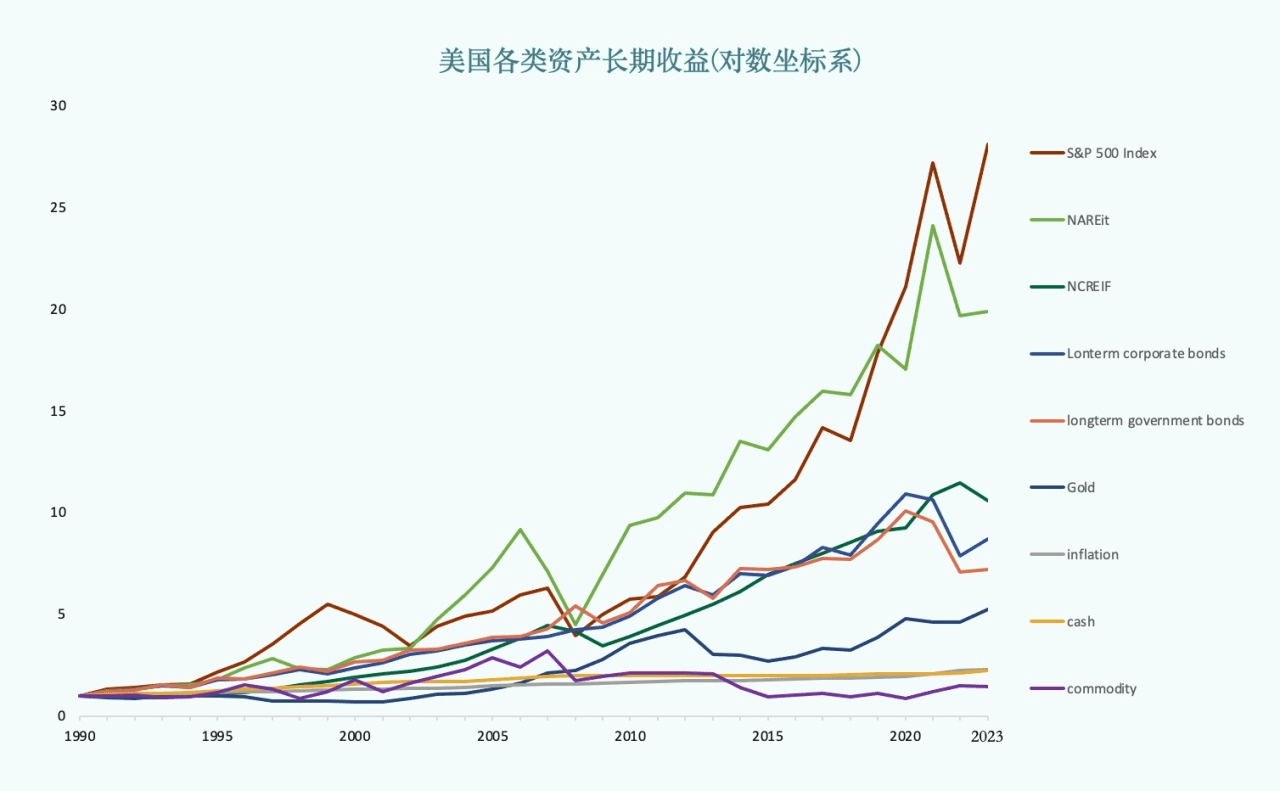 美国各类资产长期收益(对数坐标系)
30
25
20
15
10
5
0
1990 1995 2000 2005 2010 2015 2020 2023
S&P 500 Index
NAREit
NCREIF
Lonterm corporate bonds
longterm government bonds
Gold
inflation
cash
commodity